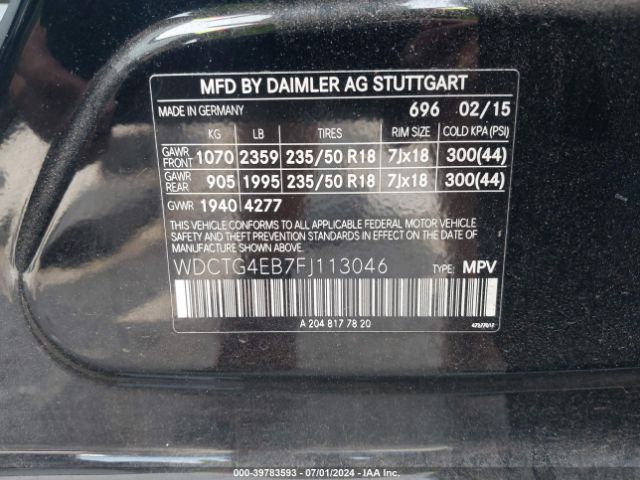 MFD BY DAIMLER AG STUTTGART
MADE IN GERMANY 696 02/15
KG LB TIRES RIM SIZE COLD KPA (PSI)
GAWR FRONT 1070 2359 235/50 R18 7Jx18 300(44)
GAWR REAR 905 1995 235/50 R18 7Jx18 300(44)
GVWR 1940 4277
THIS VEHICLE CONFORMS TO ALL APPLICABLE FEDERAL MOTOR VEHICLE
SAFETY, BUMPER, AND THEFT PREVENTION STANDARDS IN EFFECT ON THE DATE OF
MANUFACTURE SHOWN ABOVE.
WDCTG4EB7FJ113046 TYPE: MPV
A 204 817 78 20
000-39783593 - 07/01/2024 - IAAI.COM